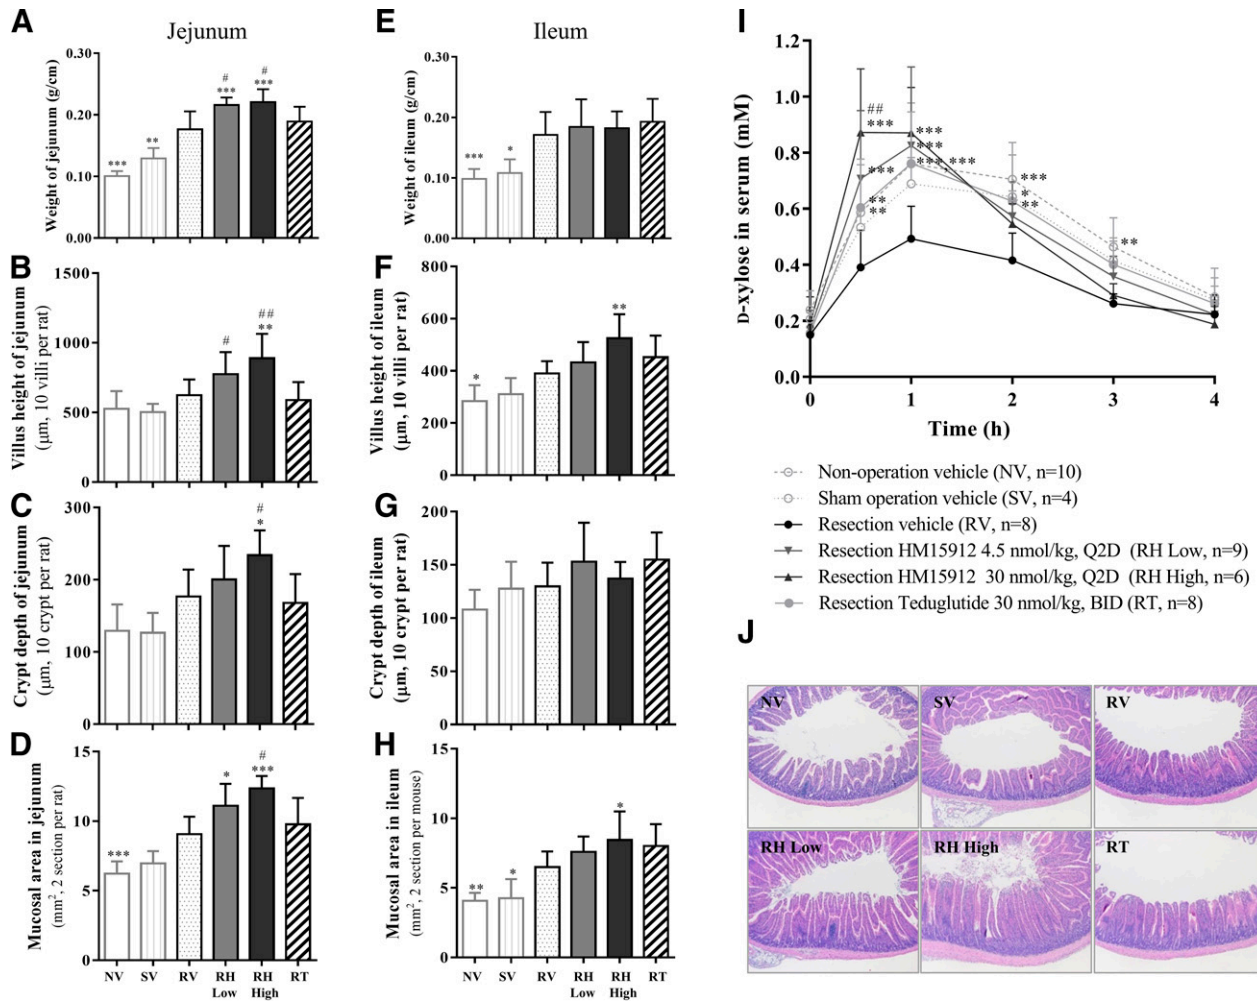 A
Jejunum
Weight of jejunum (g/cm)
0.30
0.20
0.10
0.00
***
**
#
***
#
***
B
Villus height of jejunum
(μm, 10 villi per rat)
1500
1000
500
0
#
##
**
C
Crypt depth of jejunum
(μm, 10 crypt per rat)
300
200
100
0
#
*
D
Mucosal area in jejunum
(mm², 2 section per rat)
15
10
5
0
***
*
#
***
NV SV RV RH Low RH High RT
E
Ileum
Weight of ileum (g/cm)
0.30
0.20
0.10
0.00
***
*
F
Villus height of ileum
(μm, 10 villi per rat)
800
600
400
200
0
*
**
G
Crypt depth of ileum
(μm, 10 crypt per rat)
200
150
100
50
0
H
Mucosal area in ileum
(mm², 2 section per mouse)
15
10
5
0
**
*
*
NV SV RV RH Low RH High RT
I
D-xylose in serum (mM)
1.2
1.0
0.8
0.6
0.4
0.2
0.0
##
***
***
**
**
***
***
*** ***
***
*
**
**
0 1 2 3 4
Time (h)
Non-operation vehicle (NV, n=10)
Sham operation vehicle (SV, n=4)
Resection vehicle (RV, n=8)
Resection HM15912 4.5 nmol/kg, Q2D (RH Low, n=9)
Resection HM15912 30 nmol/kg, Q2D (RH High, n=6)
Resection Teduglutide 30 nmol/kg, BID (RT, n=8)
J
NV SV RV
RH Low RH High RT